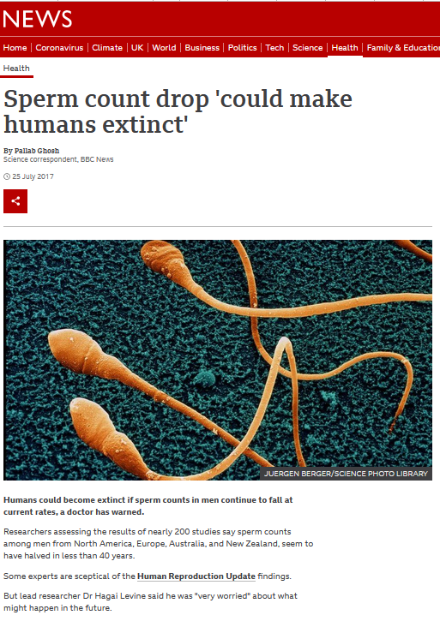 NEWS
Home Coronavirus Climate UK World Business Politics Tech Science Health Family & Education
Health
Sperm count drop 'could make
humans extinct'
By Pallab Ghosh
Science correspondent, BBC News
25 July 2017
JUERGEN BERGER/SCIENCE PHOTO LIBRARY
Humans could become extinct if sperm counts in men continue to fall at
current rates, a doctor has warned.
Researchers assessing the results of nearly 200 studies say sperm counts
among men from North America, Europe, Australia, and New Zealand, seem to
have halved in less than 40 years.
Some experts are sceptical of the Human Reproduction Update findings.
But lead researcher Dr Hagai Levine said he was "very worried" about what
might happen in the future.